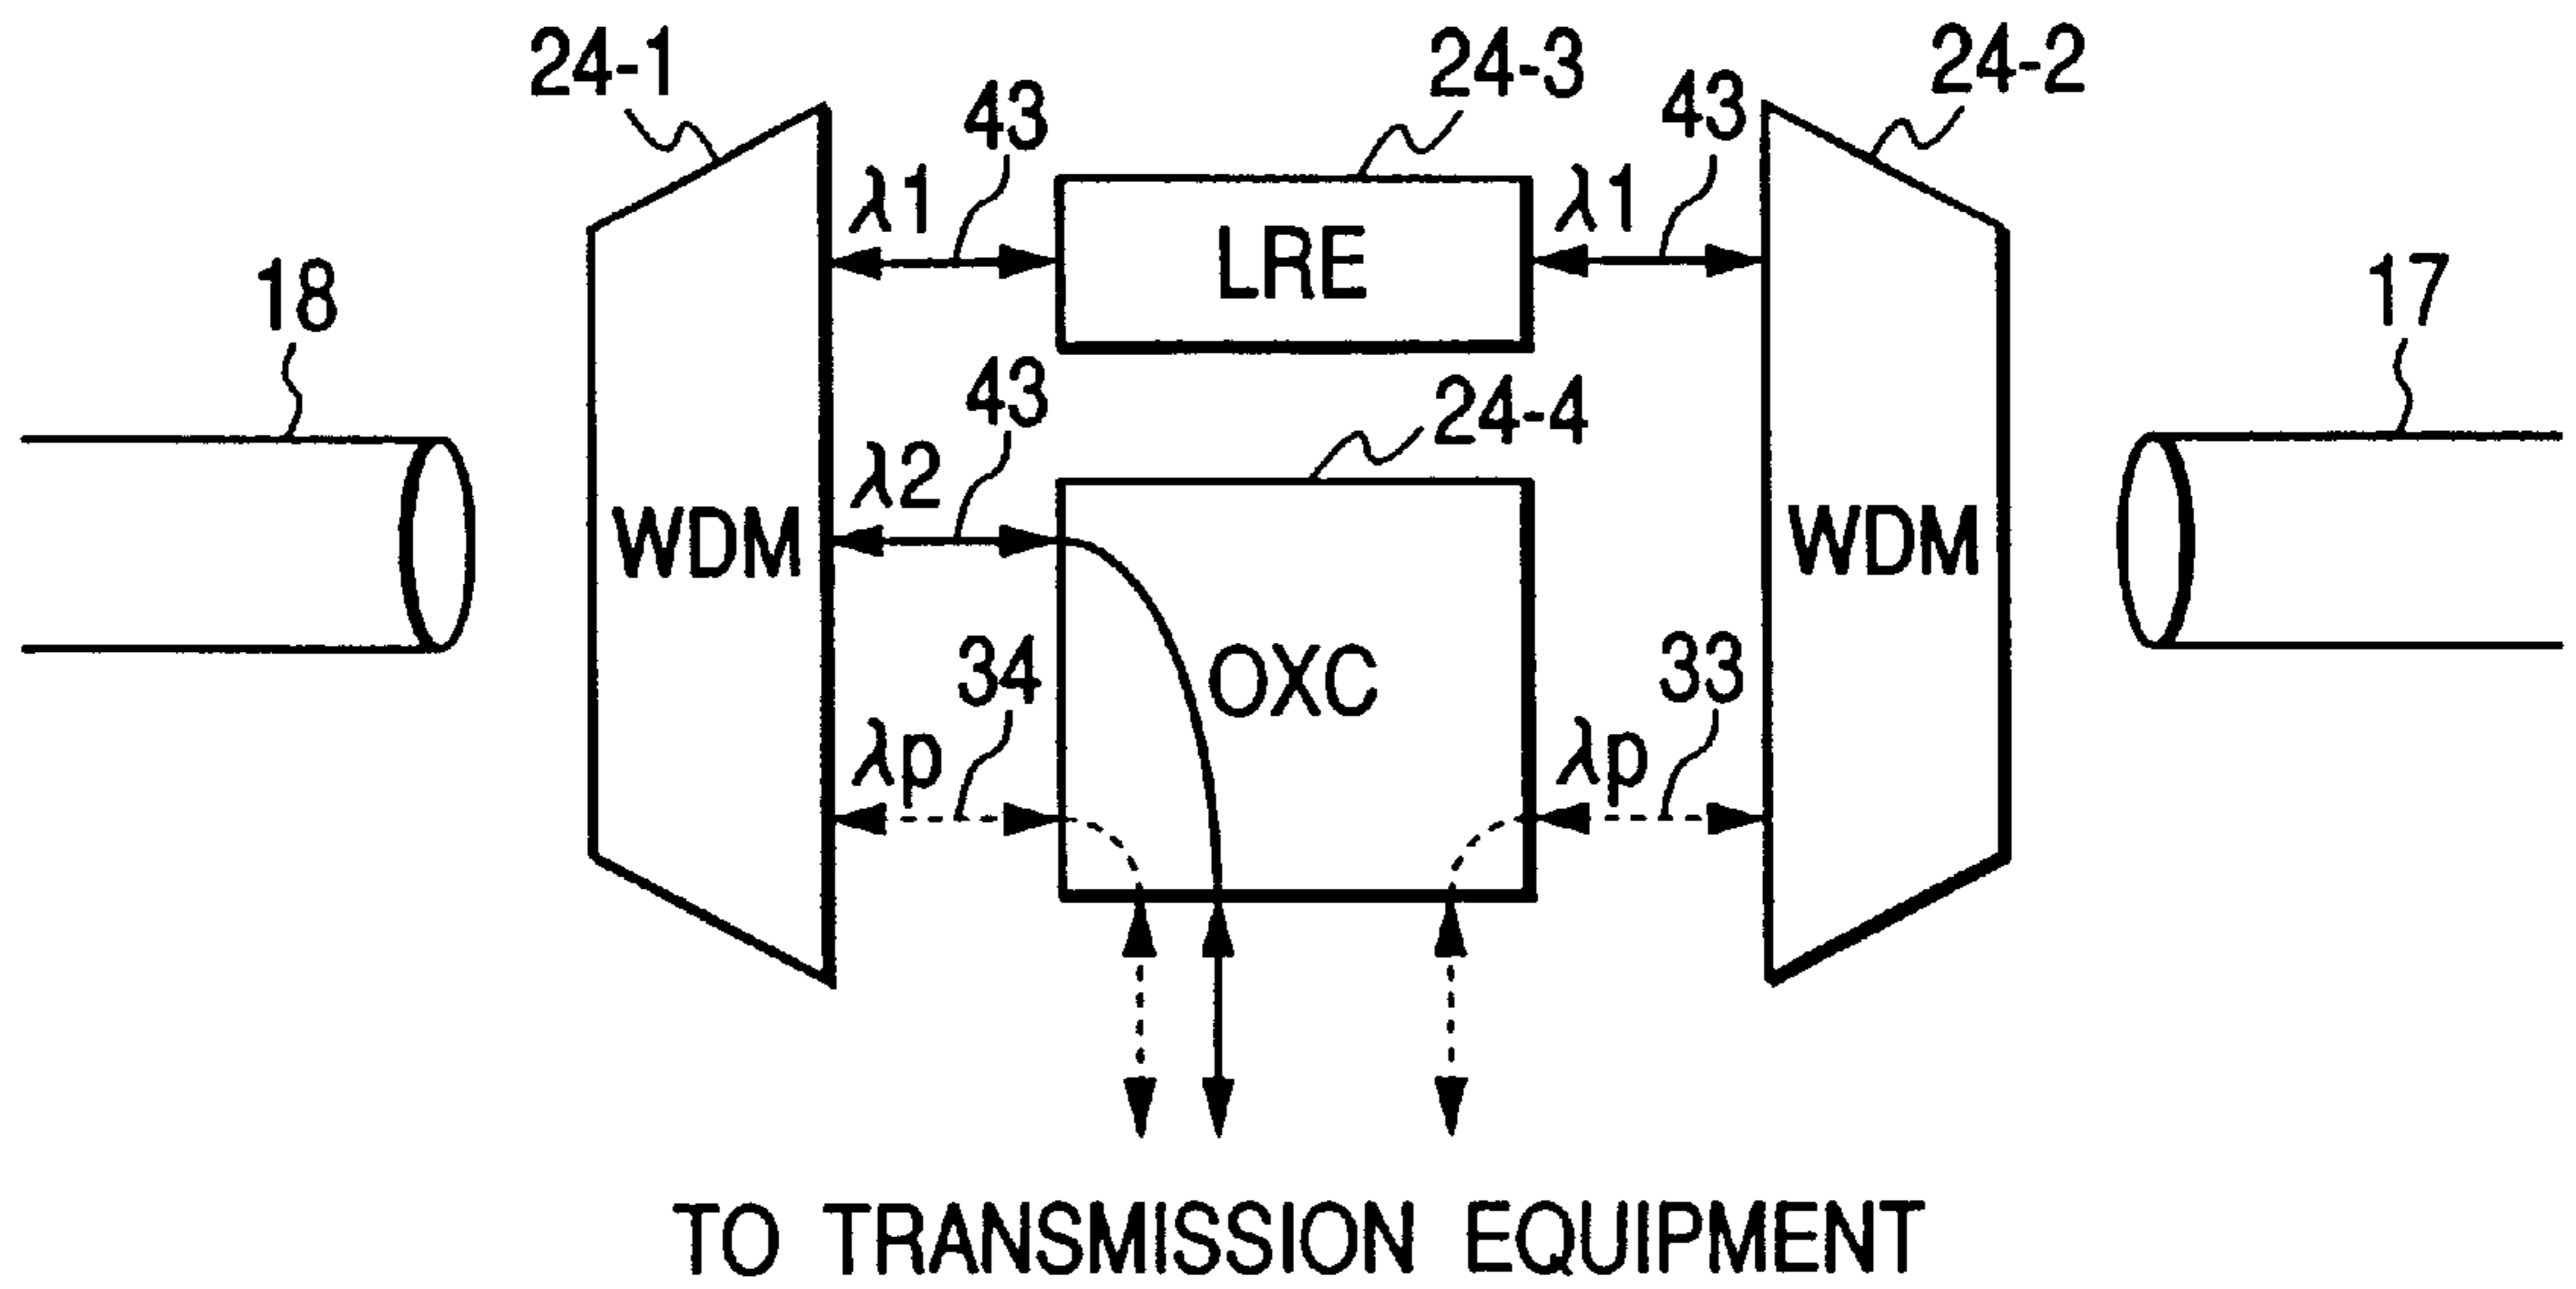 24-1
24-3
24-2
43
43
λ1
LRE
λ1
18
17
43
24-4
λ2
WDM
WDM
34
OXC
33
λp
λp
TO TRANSMISSION EQUIPMENT